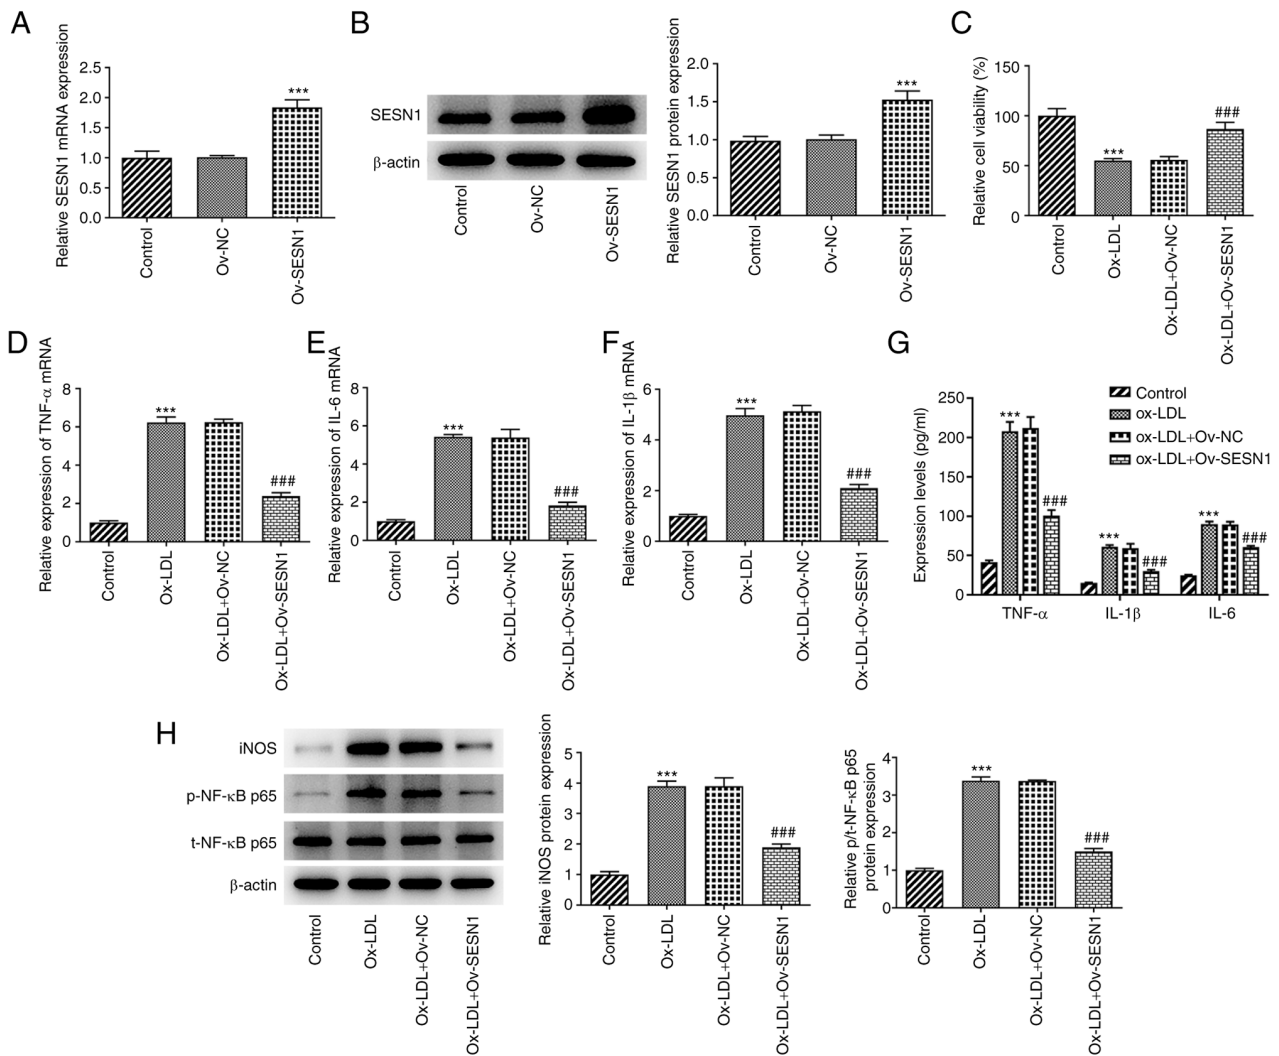 A
Relative SESN1 mRNA expression
2.5
2.0
1.5
1.0
0.5
0.0
***
Control
Ov-NC
Ov-SESN1
B
SESN1
β-actin
Control
Ov-NC
Ov-SESN1
Relative SESN1 protein expression
2.0
1.5
1.0
0.5
0.0
***
Control
Ov-NC
Ov-SESN1
C
Relative cell viability (%)
150
100
50
0
***
###
Control
Ox-LDL
Ox-LDL+Ov-NC
Ox-LDL+Ov-SESN1
D
Relative expression of TNF-α mRNA
8
6
4
2
0
***
###
Control
Ox-LDL
Ox-LDL+Ov-NC
Ox-LDL+Ov-SESN1
E
Relative expression of IL-6 mRNA
8
6
4
2
0
***
###
Control
Ox-LDL
Ox-LDL+Ov-NC
Ox-LDL+Ov-SESN1
F
Relative expression of IL-1β mRNA
6
4
2
0
***
###
Control
Ox-LDL
Ox-LDL+Ov-NC
Ox-LDL+Ov-SESN1
G
Expression levels (pg/ml)
250
200
150
100
50
0
Control
ox-LDL
ox-LDL+Ov-NC
ox-LDL+Ov-SESN1
***
###
***
###
***
###
TNF-α
IL-1β
IL-6
H
iNOS
p-NF-κB p65
t-NF-κB p65
β-actin
Control
Ox-LDL
Ox-LDL+Ov-NC
Ox-LDL+Ov-SESN1
Relative iNOS protein expression
5
4
3
2
1
0
***
###
Control
Ox-LDL
Ox-LDL+Ov-NC
Ox-LDL+Ov-SESN1
Relative p/t-NF-κB p65
protein expression
4
3
2
1
0
***
###
Control
Ox-LDL
Ox-LDL+Ov-NC
Ox-LDL+Ov-SESN1